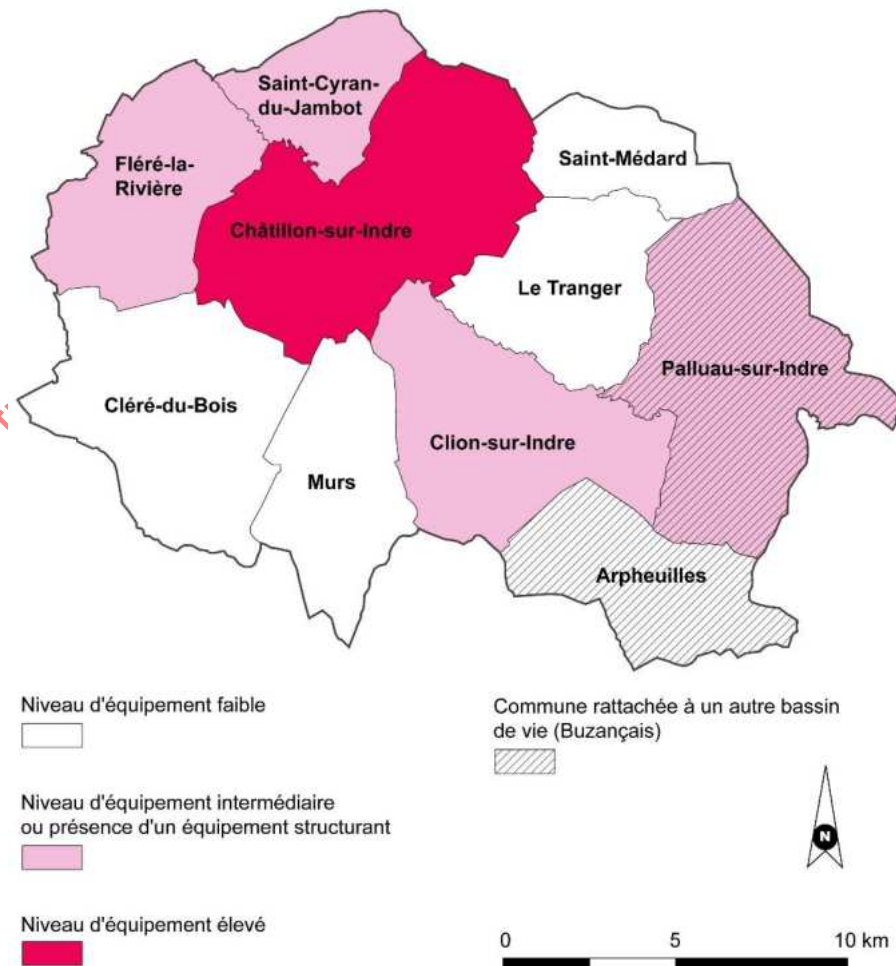 Saint-Cyran-
du-Jambot
Fléré-la-
Rivière
Saint-Médard
Châtillon-sur-Indre
Le Tranger
Palluau-sur-Indre
Cléré-du-Bois
Clion-sur-Indre
Murs
Arpheuilles
Niveau d'équipement faible
Commune rattachée à un autre bassin
de vie (Buzançais)
Niveau d'équipement intermédiaire
ou présence d'un équipement structurant
N
Niveau d'équipement élevé
0 5 10 km